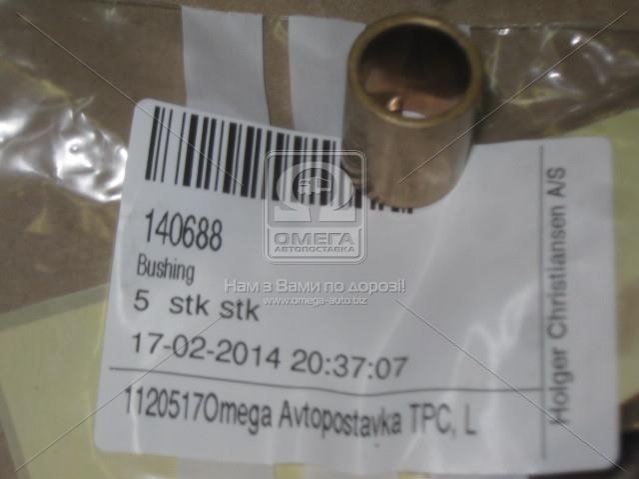 140688
Bushing
5 stk stk
17-02-2014 20:37:07
1120517Omega Avtopostavka TPC, L
Holger Christiansen A/S
ОМЕГА
АВТОПОСТАВКА
Нам з Вами по дорозі!
www.omega-auto.biz